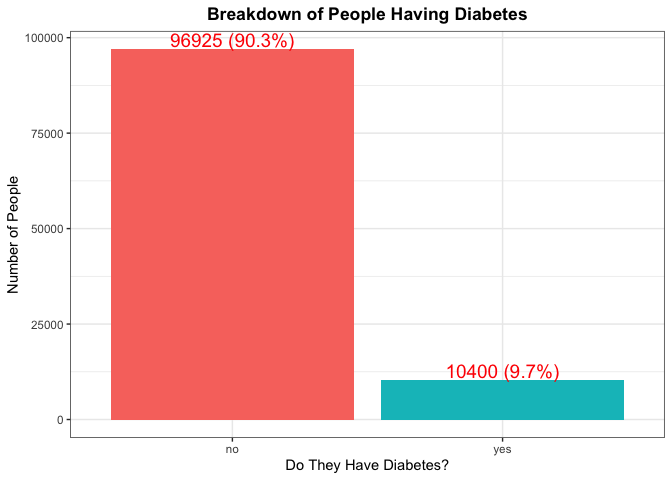 Breakdown of People Having Diabetes
Number of People
100000
75000
50000
25000
0
96925 (90.3%)
10400 (9.7%)
no
yes
Do They Have Diabetes?